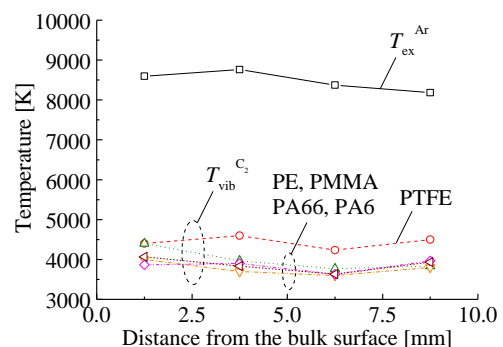 Temperature [K]
10000
9000
8000
7000
6000
5000
4000
3000
T_ex^Ar
T_vib^C_2
PE, PMMA
PA66, PA6
PTFE
0.0 2.5 5.0 7.5 10.0
Distance from the bulk surface [mm]